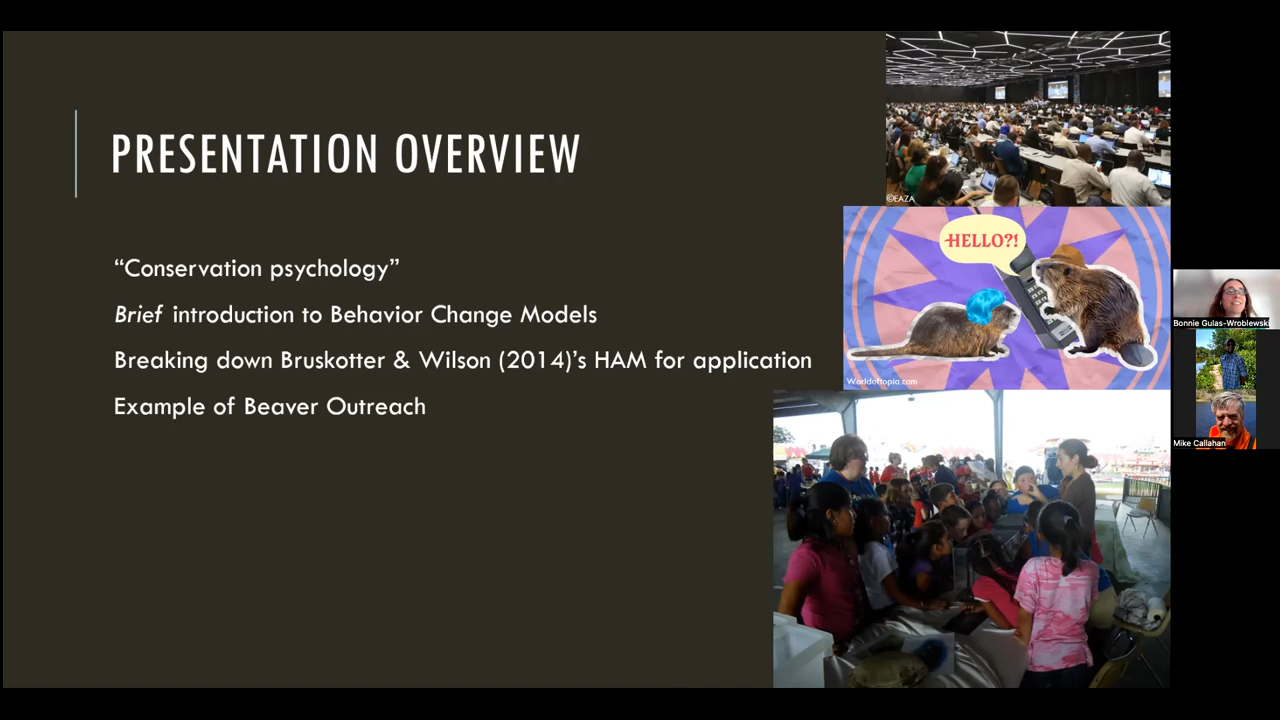 PRESENTATION OVERVIEW
“Conservation psychology”
Brief introduction to Behavior Change Models
Breaking down Bruskotter & Wilson (2014)’s HAM for application
Example of Beaver Outreach
©EAZA
HELLO?!
Worldoftopia.com
Bonnie Gulas-Wroblewski
Mike Callahan